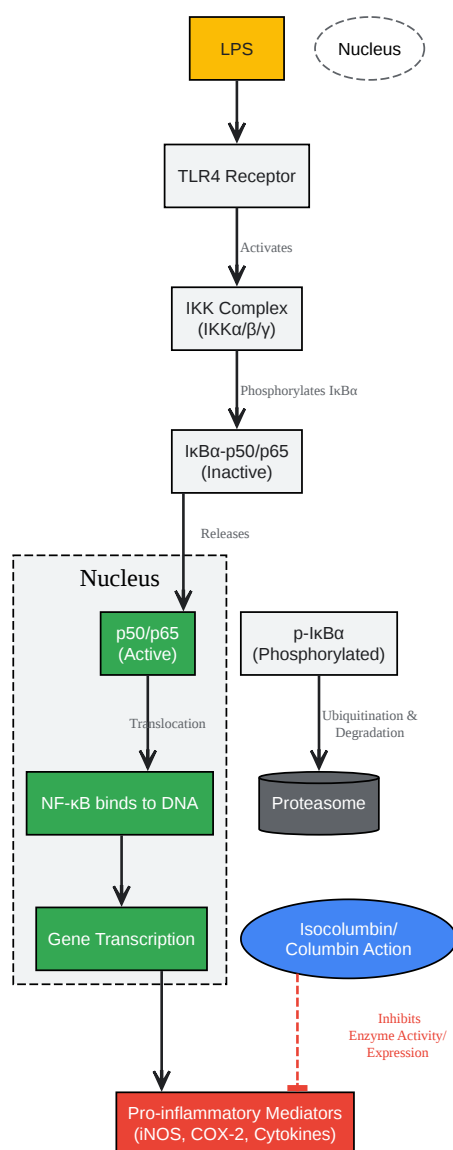 LPS
Nucleus
TLR4 Receptor
Activates
IKK Complex
(IKKα/β/γ)
Phosphorylates IκBα
IκBα-p50/p65
(Inactive)
Releases
Nucleus
p50/p65
(Active)
p-IκBα
(Phosphorylated)
Translocation
Ubiquitination &
Degradation
NF-κB binds to DNA
Proteasome
Gene Transcription
Isocolumbin/
Columbin Action
Inhibits
Enzyme Activity/
Expression
Pro-inflammatory Mediators
(iNOS, COX-2, Cytokines)